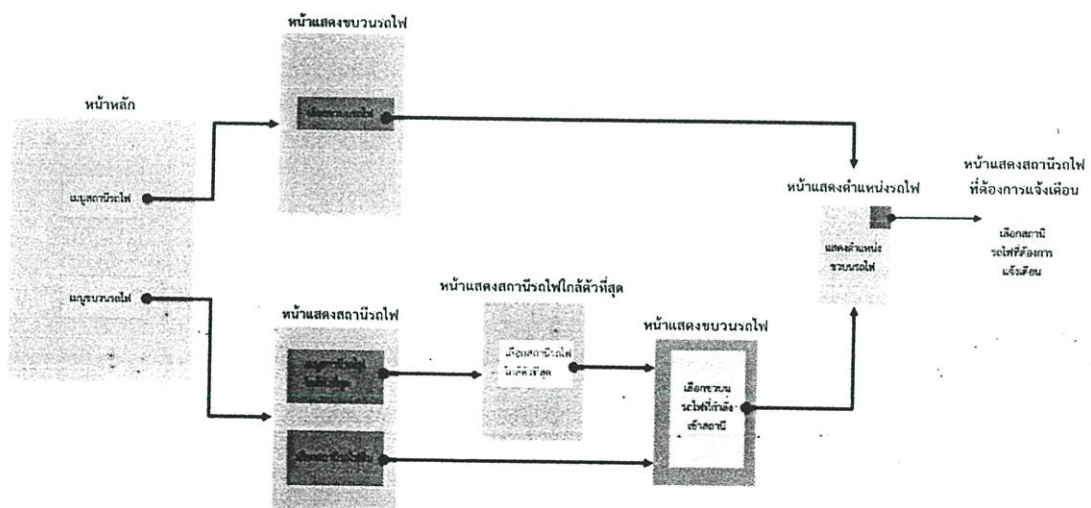 หน้าแสดงขบวนรถไฟ
เลือกขบวนรถไฟ
หน้าหลัก
เมนูสถานีรถไฟ
เมนูขบวนรถไฟ
หน้าแสดงสถานีรถไฟ
หน้าแสดงสถานีรถไฟใกล้ตัวที่สุด
เลือกสถานีรถไฟ
ใกล้ตัวที่สุด
หน้าแสดงขบวนรถไฟ
เลือกขบวน
รถไฟที่กำลัง
เข้าสถานี
หน้าแสดงตำแหน่งรถไฟ
แสดงตำแหน่ง
ขบวนรถไฟ
หน้าแสดงสถานีรถไฟ
ที่ต้องการแจ้งเตือน
เลือกสถานี
รถไฟที่ต้องการ
แจ้งเตือน